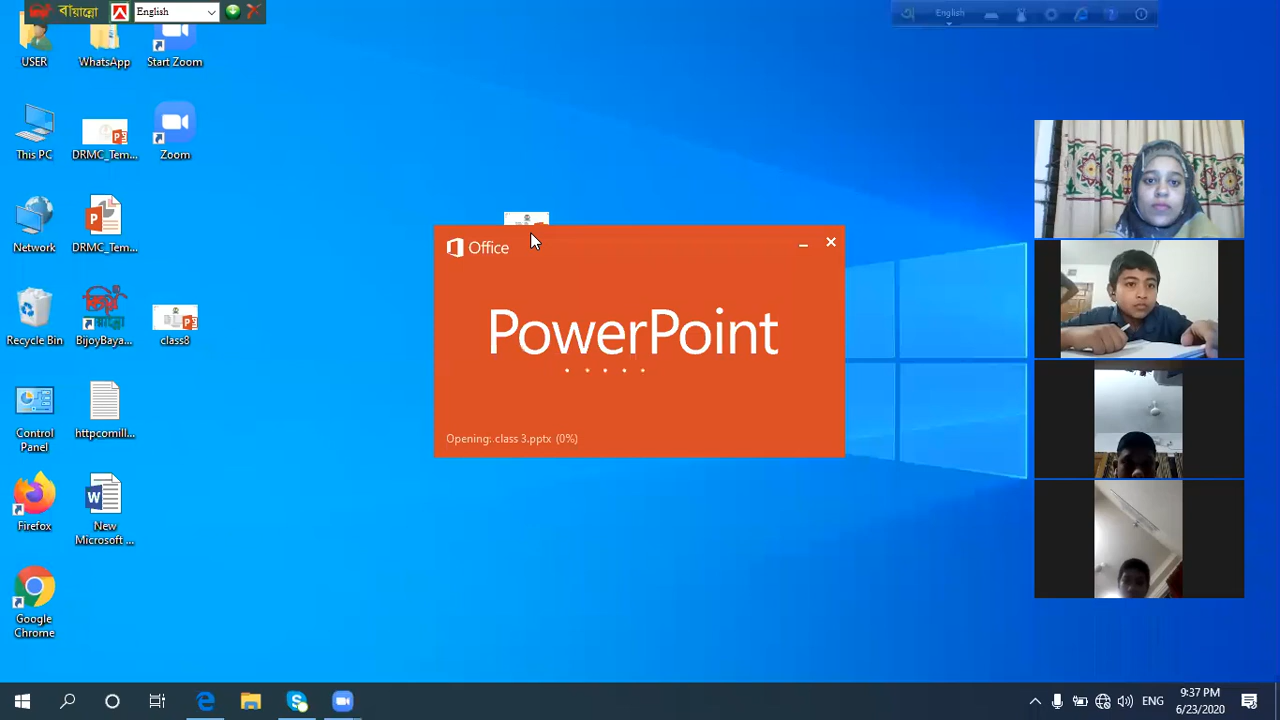 বাঁয়ান্নো
English
English
USER
WhatsApp
Start Zoom
This PC
DRMC_Tem...
Zoom
Network
DRMC_Tem...
Recycle Bin
BijoyBaya...
class8
Control
Panel
httpcomill...
Firefox
New
Microsoft ...
Google
Chrome
Office
PowerPoint
Opening: class 3.pptx (0%)
ENG
9:37 PM
6/23/2020